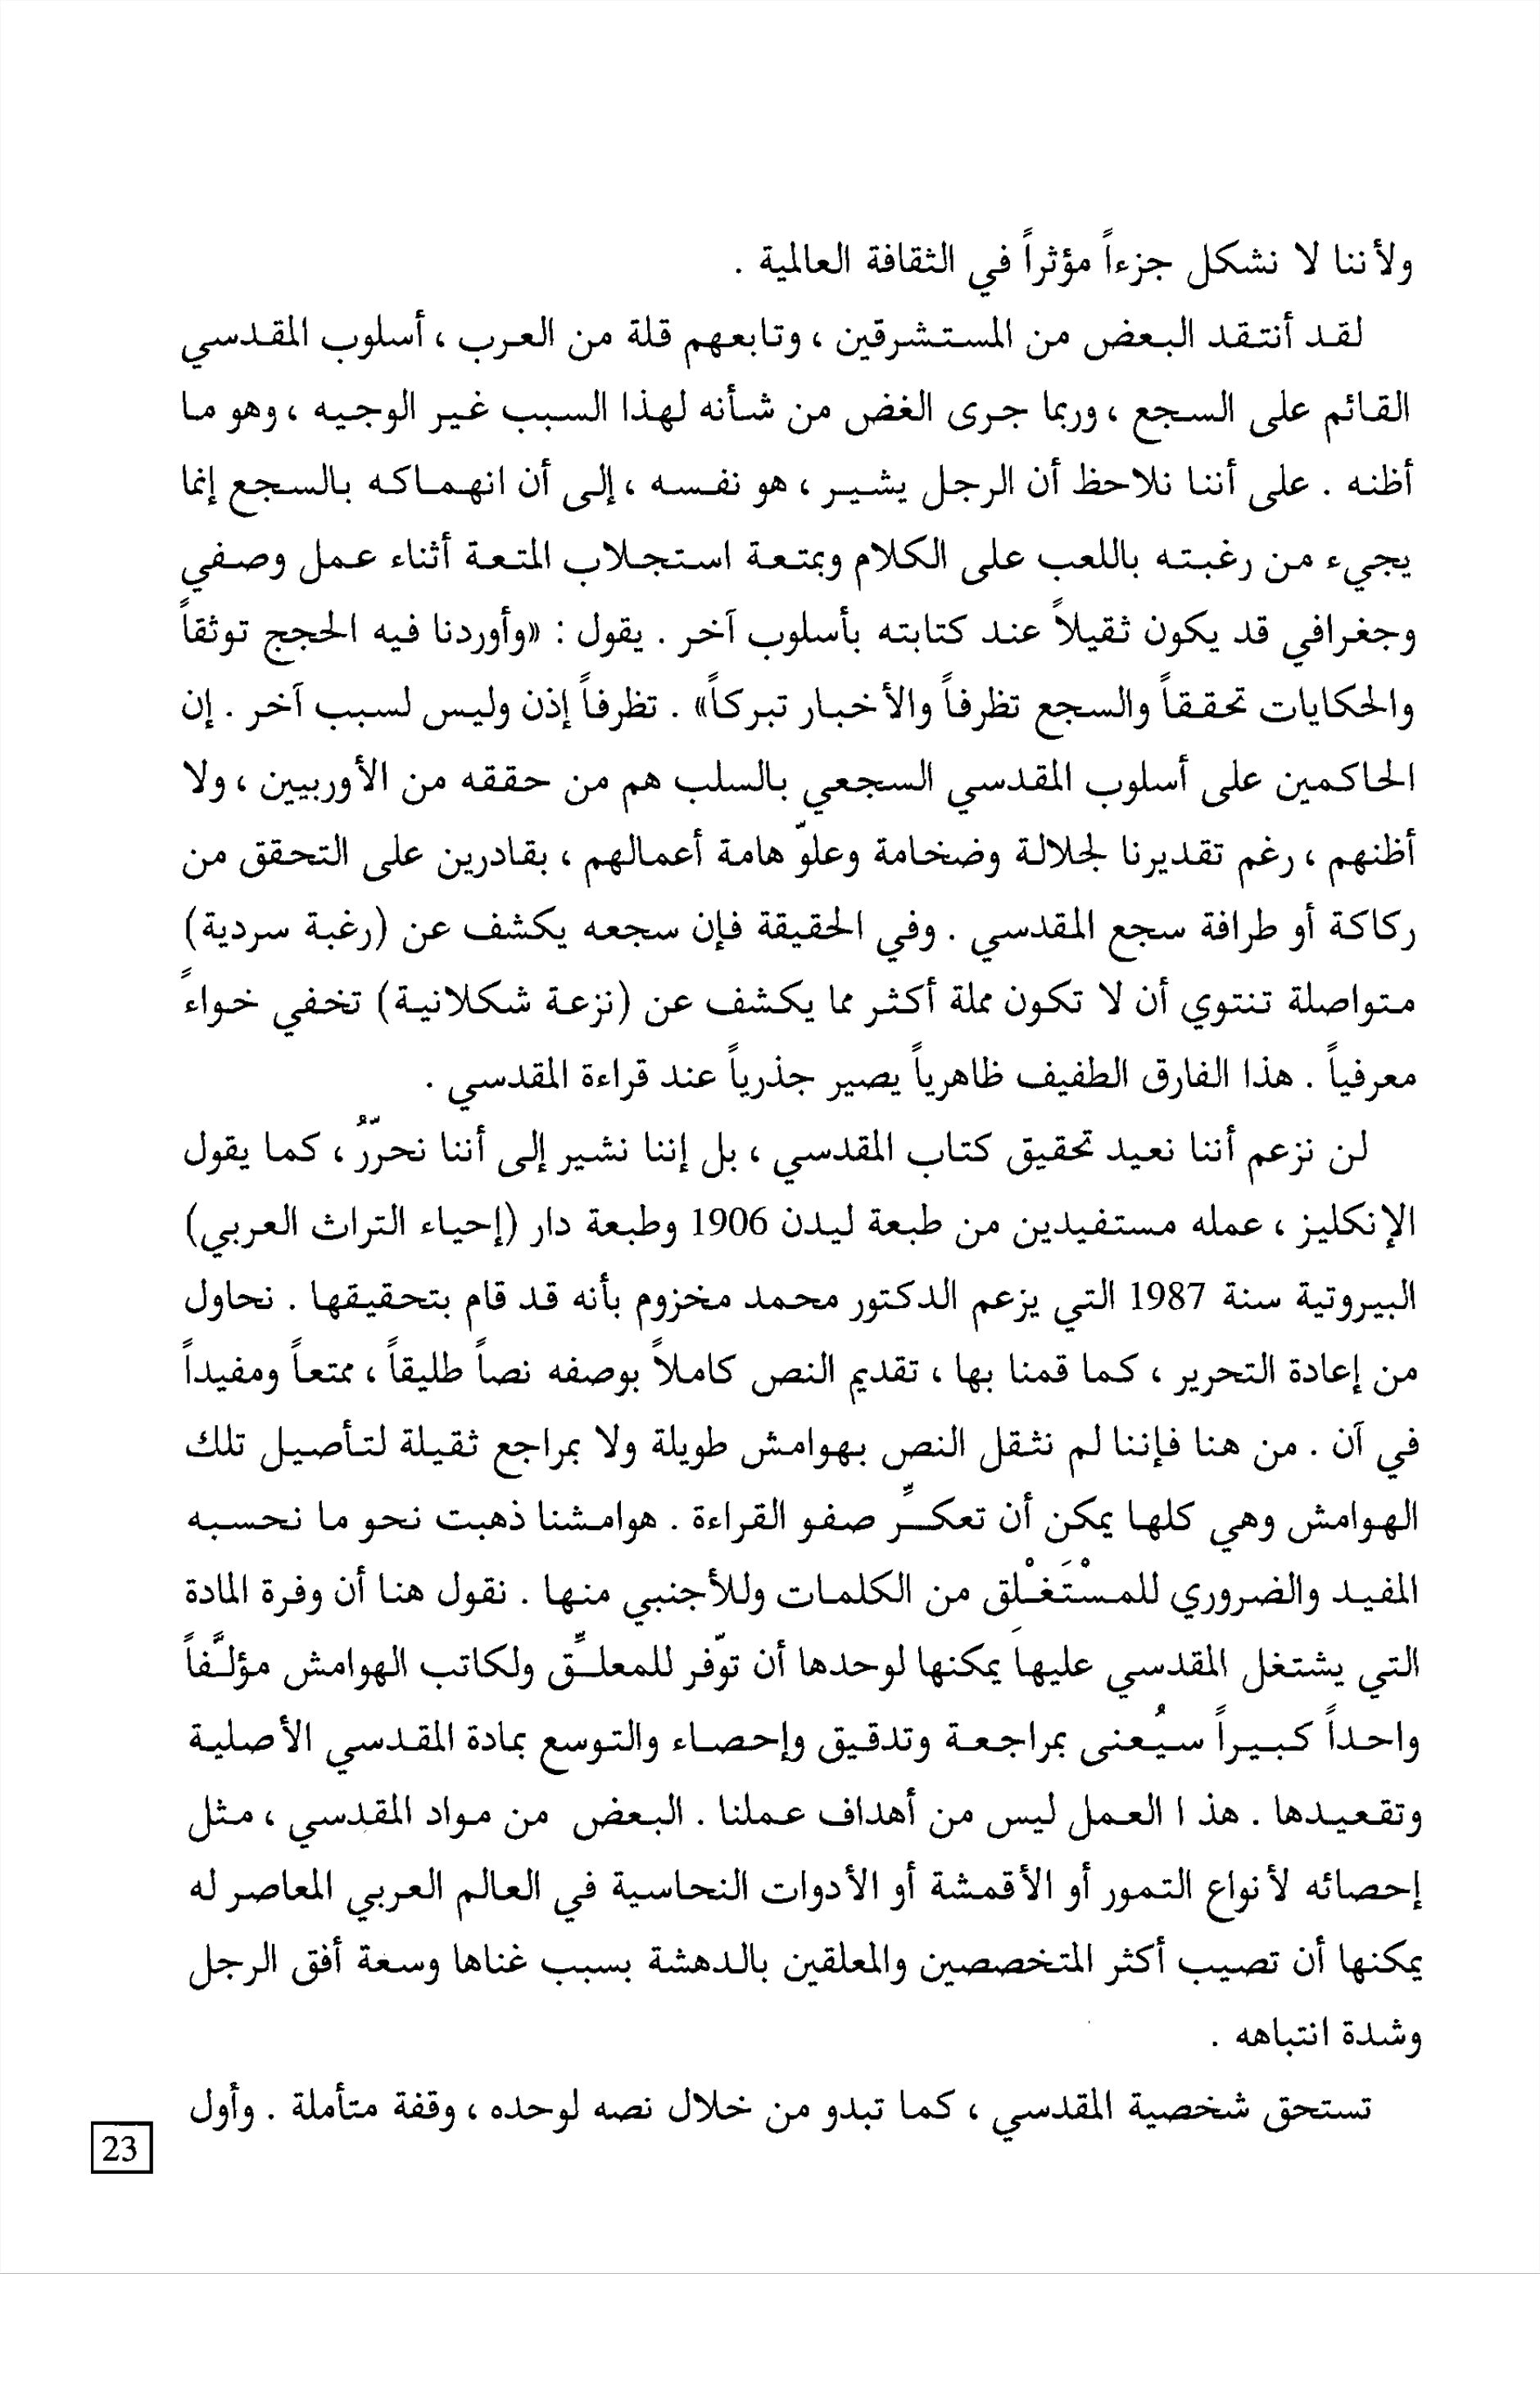 ولأننا لا نشكل جزءاً مؤثراً في الثقافة العالمية .
لقد أنتقد البعض من المستشرقين ، وتابعهم قلة من العرب ، أسلوب المقدسي
القائم على السجع ، وربما جرى الغض من شأنه لهذا السبب غير الوجيه ، وهو ما
أظنه . على أننا نلاحظ أن الرجل يشير ، هو نفسه ، إلى أن انهماكه بالسجع إنما
يجيء من رغبته باللعب على الكلام وبمتعة استجلاب المتعة أثناء عمل وصفي
وجغرافي قد يكون ثقيلاً عند كتابته بأسلوب آخر . يقول : «وأوردنا فيه الحجج توثقاً
والحكايات تحققاً والسجع تظرفاً والأخبار تبركاً» . تظرفاً إذن وليس لسبب آخر . إن
الحاكمين على أسلوب المقدسي السجعي بالسلب هم من حققه من الأوربيين ، ولا
أظنهم ، رغم تقديرنا لجلالة وضخامة وعلوّ هامة أعمالهم ، بقادرين على التحقق من
ركاكة أو طرافة سجع المقدسي . وفي الحقيقة فإن سجعه يكشف عن (رغبة سردية)
متواصلة تنتوي أن لا تكون مملة أكثر مما يكشف عن (نزعة شكلانية) تخفي خواءً
معرفياً . هذا الفارق الطفيف ظاهرياً يصير جذرياً عند قراءة المقدسي .
لن نزعم أننا نعيد تحقيق كتاب المقدسي ، بل إننا نشير إلى أننا نحرّرُ ، كما يقول
الإنكليز ، عمله مستفيدين من طبعة ليدن 1906 وطبعة دار (إحياء التراث العربي)
البيروتية سنة 1987 التي يزعم الدكتور محمد مخزوم بأنه قد قام بتحقيقها . نحاول
من إعادة التحرير ، كما قمنا بها ، تقديم النص كاملاً بوصفه نصاً طليقاً ، ممتعاً ومفيداً
في آن . من هنا فإننا لم نثقل النص بهوامش طويلة ولا بمراجع ثقيلة لتأصيل تلك
الهوامش وهي كلها يمكن أن تعكـِّـر صفو القراءة . هوامشنا ذهبت نحو ما نحسبه
المفيد والضروري للمسْتَغْلِق من الكلمات وللأجنبي منها . نقول هنا أن وفرة المادة
التي يشتغل المقدسي عليها يمكنها لوحدها أن توّفر للمعلـِّـق ولكاتب الهوامش مؤلَّفاً
واحداً كبيراً سيُعنى بمراجعة وتدقيق وإحصاء والتوسع بمادة المقدسي الأصلية
وتقعيدها . هذ ا العمل ليس من أهداف عملنا . البعض من مواد المقدسي ، مثل
إحصائه لأنواع التمور أو الأقمشة أو الأدوات النحاسية في العالم العربي المعاصر له
يمكنها أن تصيب أكثر المتخصصين والمعلقين بالدهشة بسبب غناها وسعة أفق الرجل
وشدة انتباهه .
تستحق شخصية المقدسي ، كما تبدو من خلال نصه لوحده ، وقفة متأملة . وأول
23